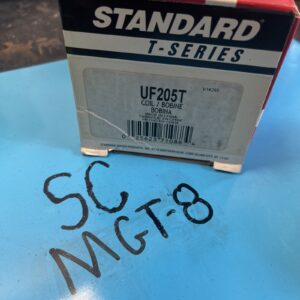 STANDARD
T-SERIES
UF205T
COIL / BOBINE
BOBINA
SC
MGT-8